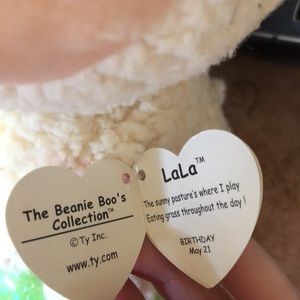 The Beanie Boo's
Collection™
© Ty Inc.
www.ty.com
LaLa™
The sunny pasture's where I play
Eating grass throughout the day !
BIRTHDAY
May 21